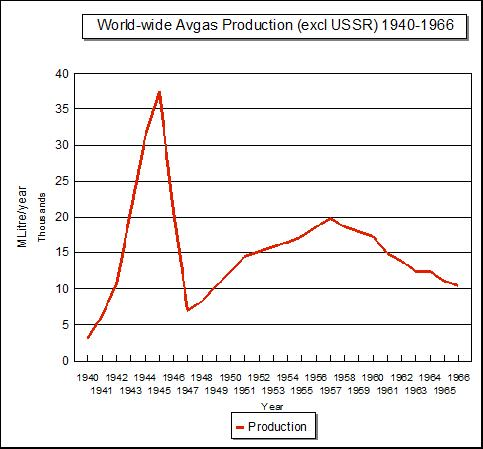 World-wide Avgas Production (excl USSR) 1940-1966
40
35
30
25
20
15
10
5
0
MLitre/year
Thousands
1940 1942 1944 1946 1948 1950 1952 1954 1956 1958 1960 1962 1964 1966
1941 1943 1945 1947 1949 1951 1953 1955 1957 1959 1961 1963 1965
Year
Production